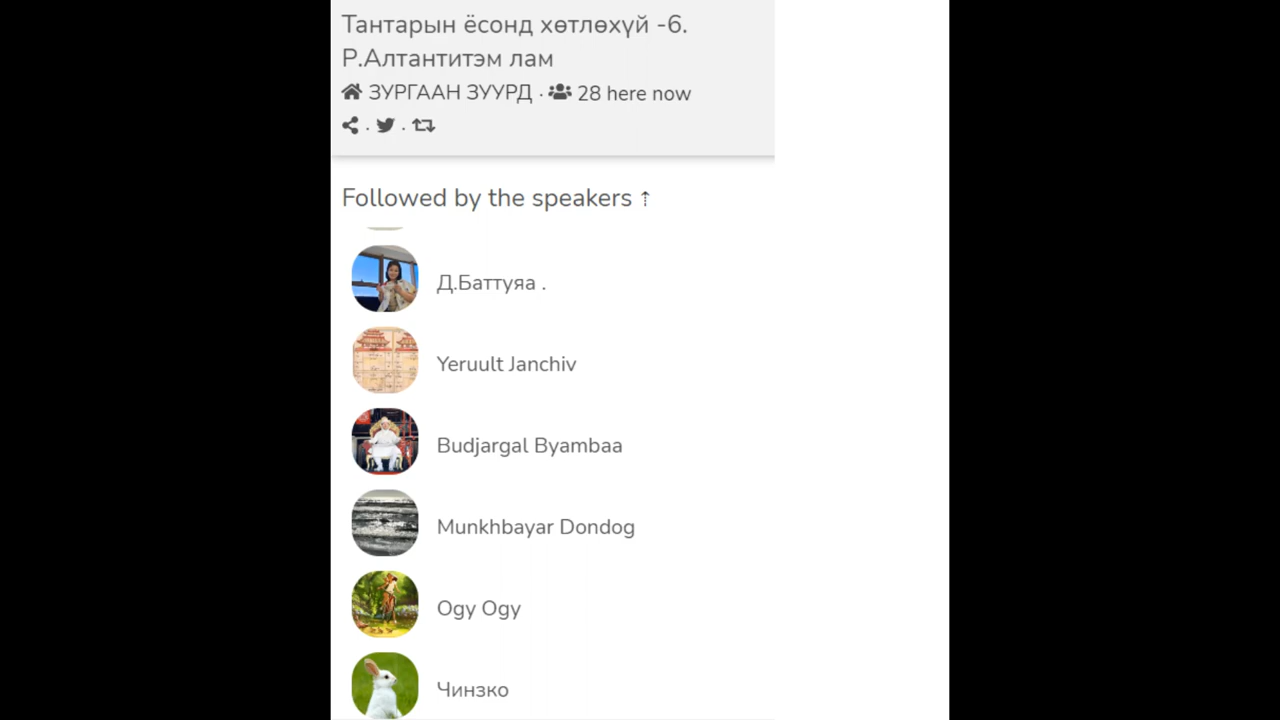 Тантарын ёсонд хөтлөхүй -6.
Р.Алтантитэм лам
ЗУРГААН ЗУУРД · 28 here now
Followed by the speakers ⇡
Д.Баттуяа .
Yeruult Janchiv
Budjargal Byambaa
Munkhbayar Dondog
Ogy Ogy
Чинзко